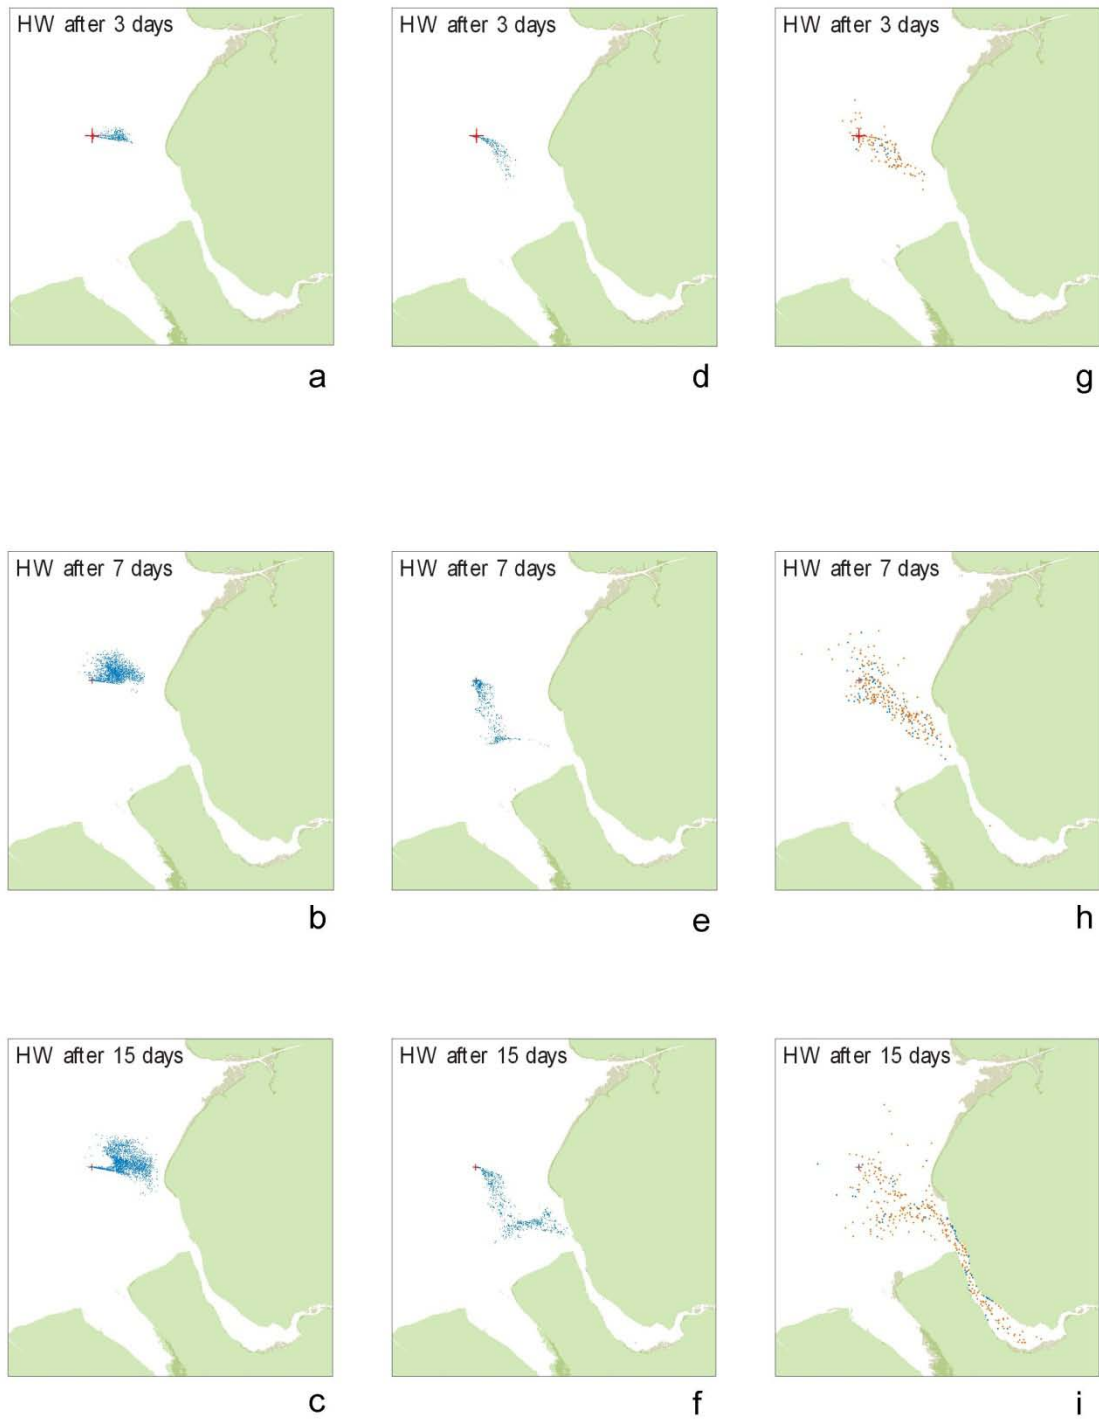 HW after 3 days
HW after 3 days
HW after 3 days
a
d
g
HW after 7 days
HW after 7 days
HW after 7 days
b
e
h
HW after 15 days
HW after 15 days
HW after 15 days
c
f
i